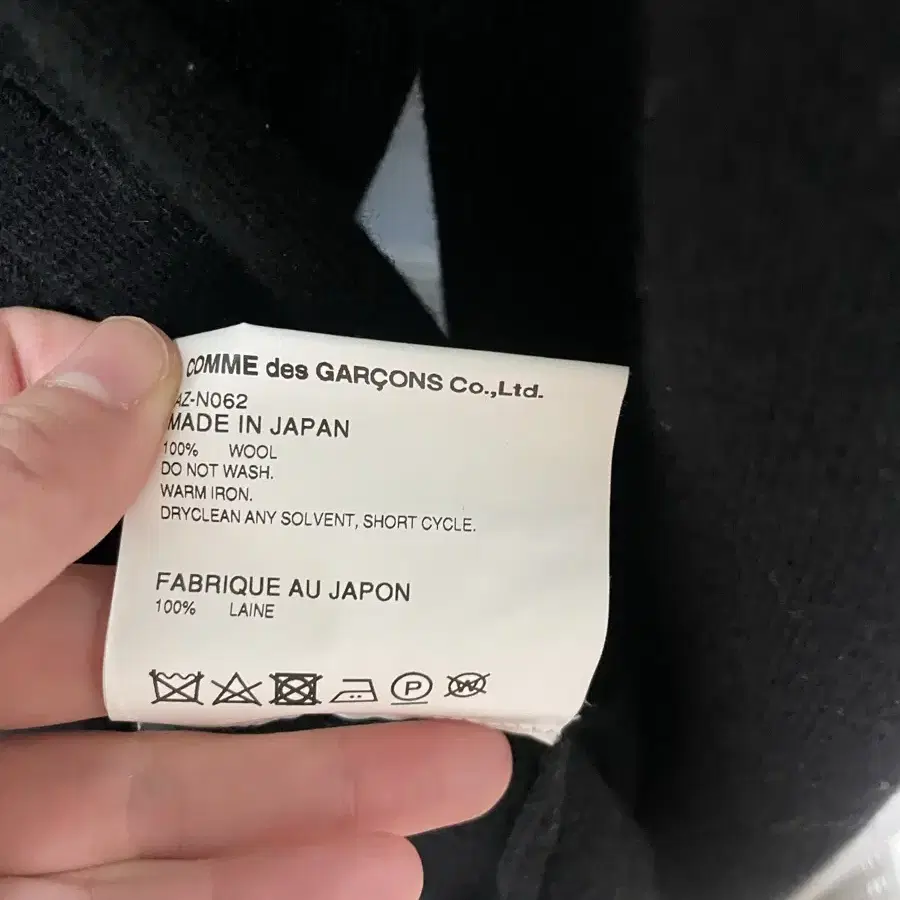 COMME des GARÇONS Co.,Ltd.
AZ-N062
MADE IN JAPAN
100% WOOL
DO NOT WASH.
WARM IRON.
DRYCLEAN ANY SOLVENT, SHORT CYCLE.
FABRIQUE AU JAPON
100% LAINE
P W